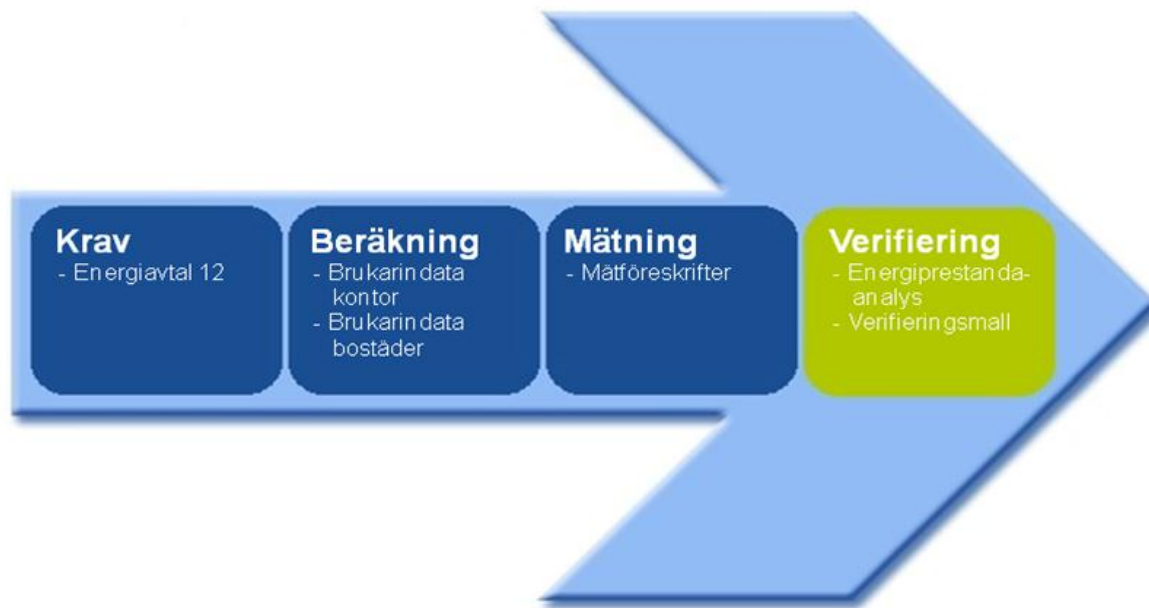 Krav
- Energiavtal 12
Beräkning
- Brukarindata
kontor
- Brukarindata
bostäder
Mätning
- Mätföreskrifter
Verifiering
- Energiprestanda-
analys
- Verifieringsmall